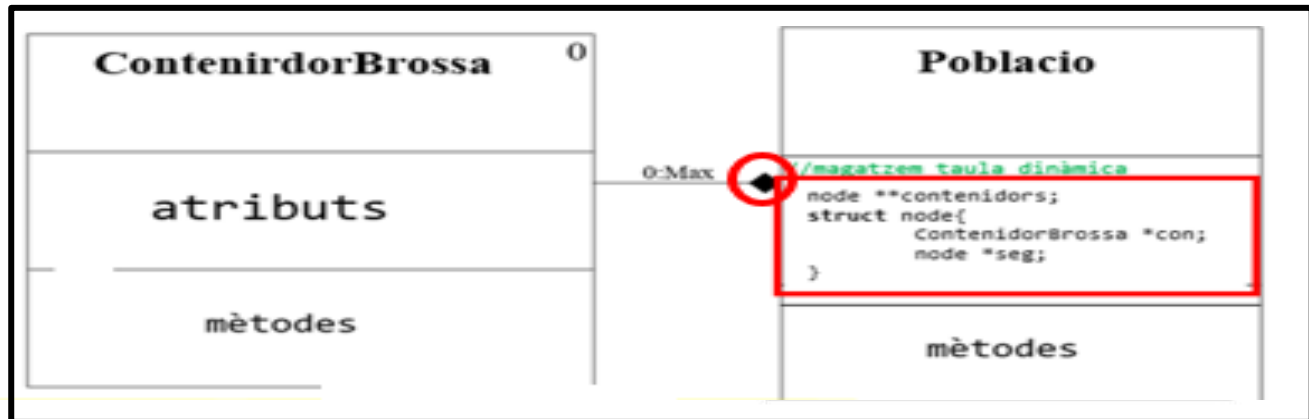 ContenirdorBrossa
0
atributs
mètodes
0:Max
Poblacio
//magatzem taula dinàmica
node **contenidors;
struct node{
ContenidorBrossa *con;
node *seg;
}
mètodes